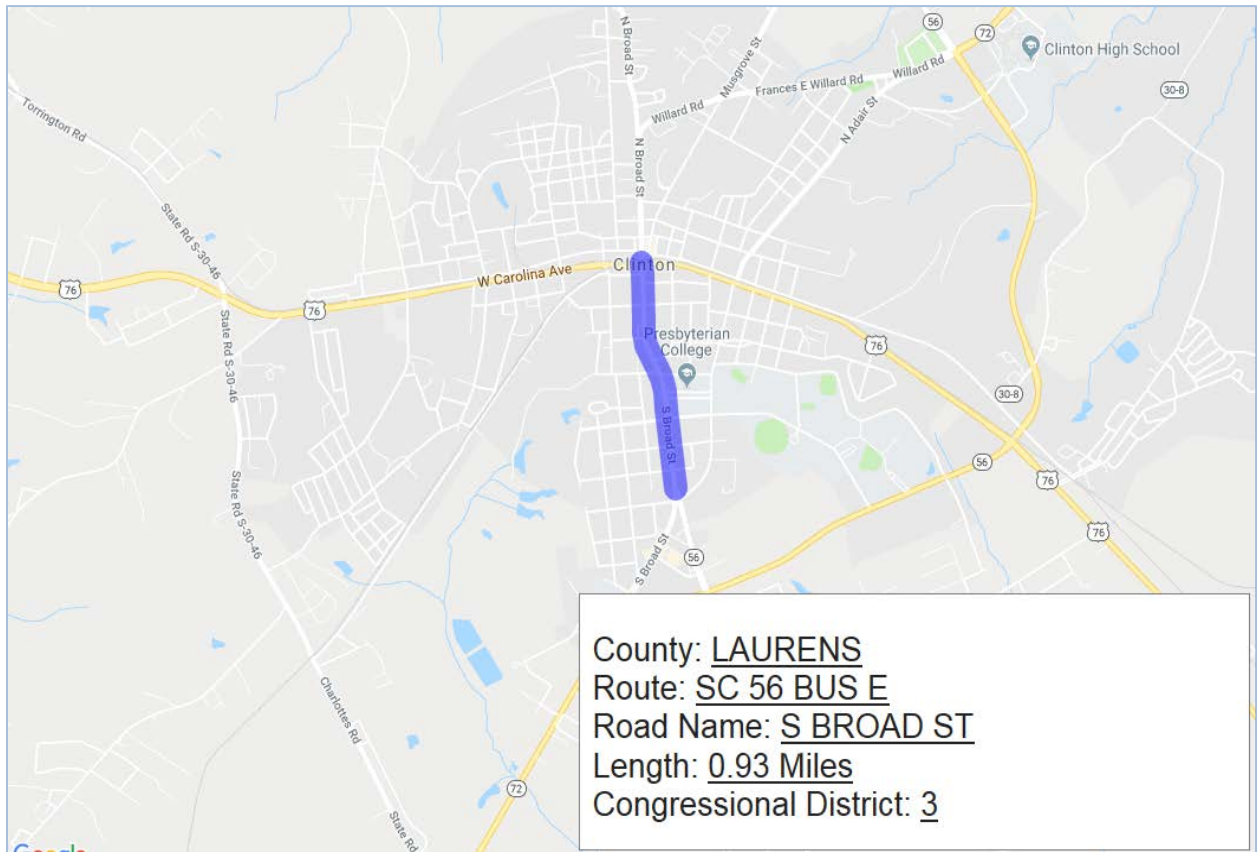 56
72
Clinton High School
N Broad St
Musgrove St
Frances E Willard Rd
Willard Rd
30-8
Torrington Rd
Willard Rd
N Adair St
N Broad St
State Rd S-30-46
Clinton
W Carolina Ave
76
76
State Rd S-30-46
Presbyterian
College
76
30-8
S Broad St
56
76
State Rd S-30-46
76
S Broad St
56
Charlottes Rd
72
State Rd
Google
County: LAURENS
Route: SC 56 BUS E
Road Name: S BROAD ST
Length: 0.93 Miles
Congressional District: 3